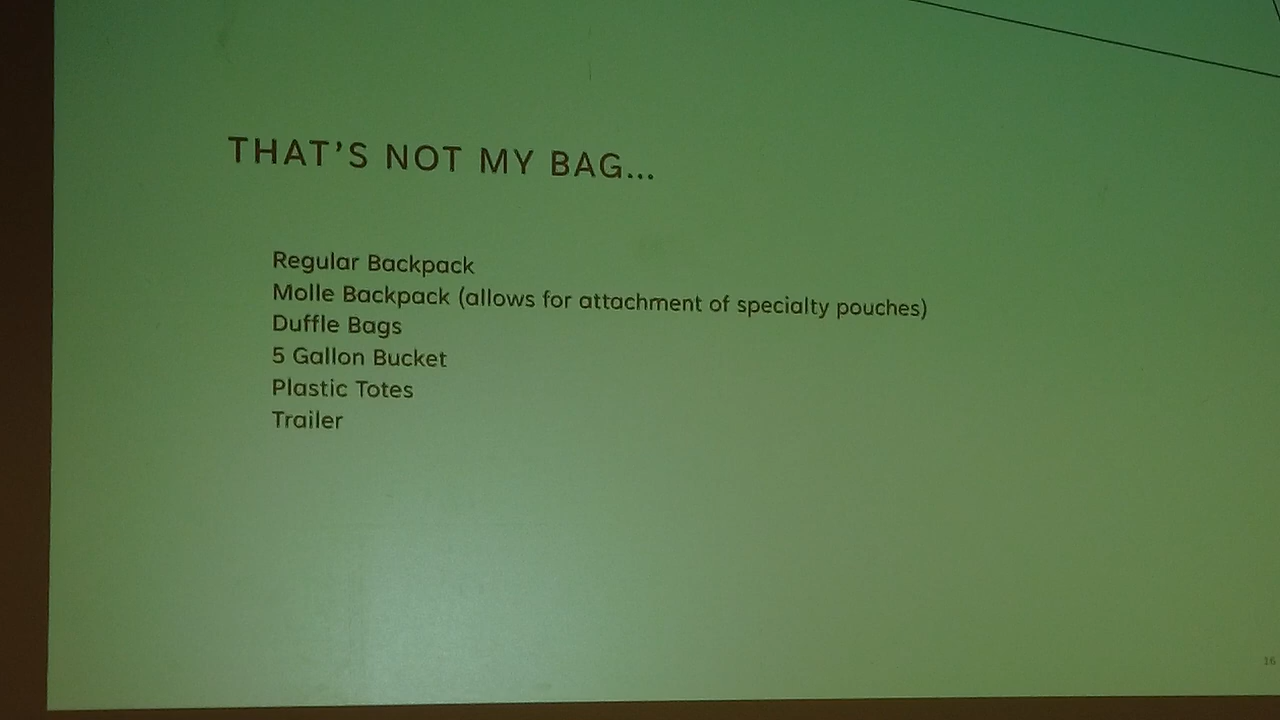 THAT'S NOT MY BAG...
Regular Backpack
Molle Backpack (allows for attachment of specialty pouches)
Duffle Bags
5 Gallon Bucket
Plastic Totes
Trailer
16